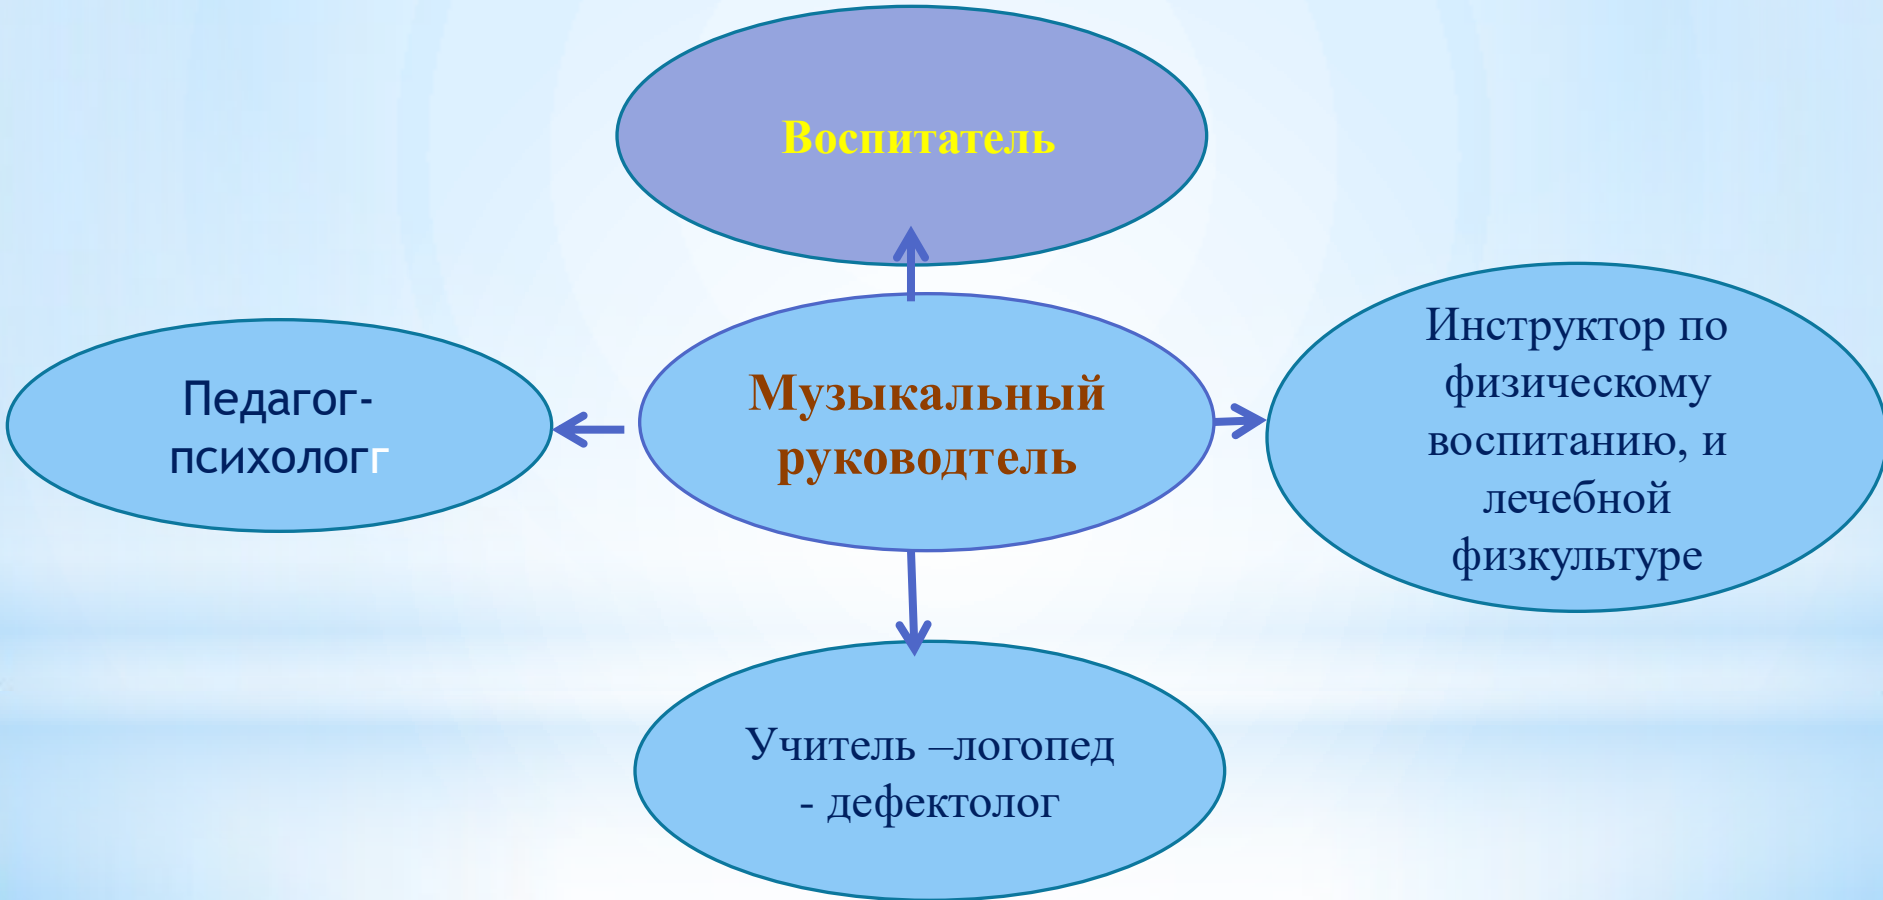 Воспитатель
Педагог-
психологг
Музыкальный
руководтель
Инструктор по
физическому
воспитанию, и
лечебной
физкультуре
Учитель –логопед
- дефектолог